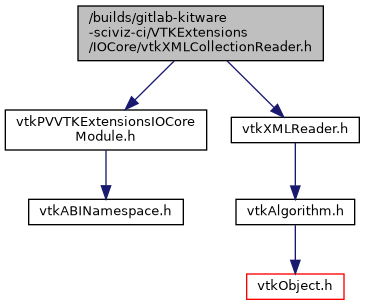 /builds/gitlab-kitware
-sciviz-ci/VTKExtensions
/IOCore/vtkXMLCollectionReader.h
vtkPVVTKExtensionsIOCore
Module.h
vtkXMLReader.h
vtkABINamespace.h
vtkAlgorithm.h
vtkObject.h